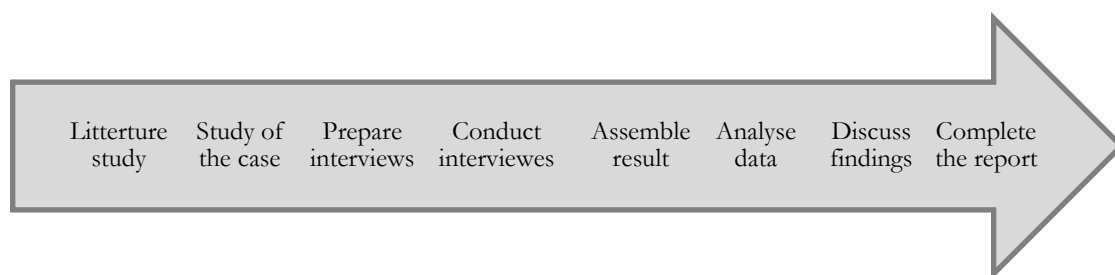 Litterture
study
Study of
the case
Prepare
interviews
Conduct
interviewes
Assemble
result
Analyse
data
Discuss
findings
Complete
the report